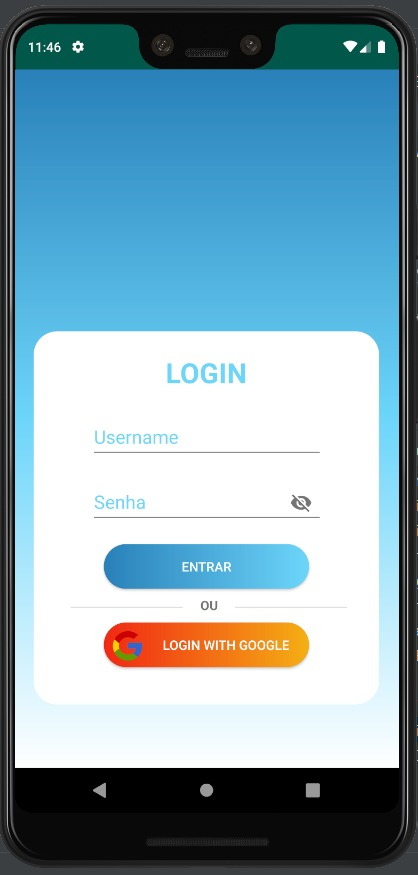 11:46
LOGIN
Username
Senha
ENTRAR
OU
LOGIN WITH GOOGLE